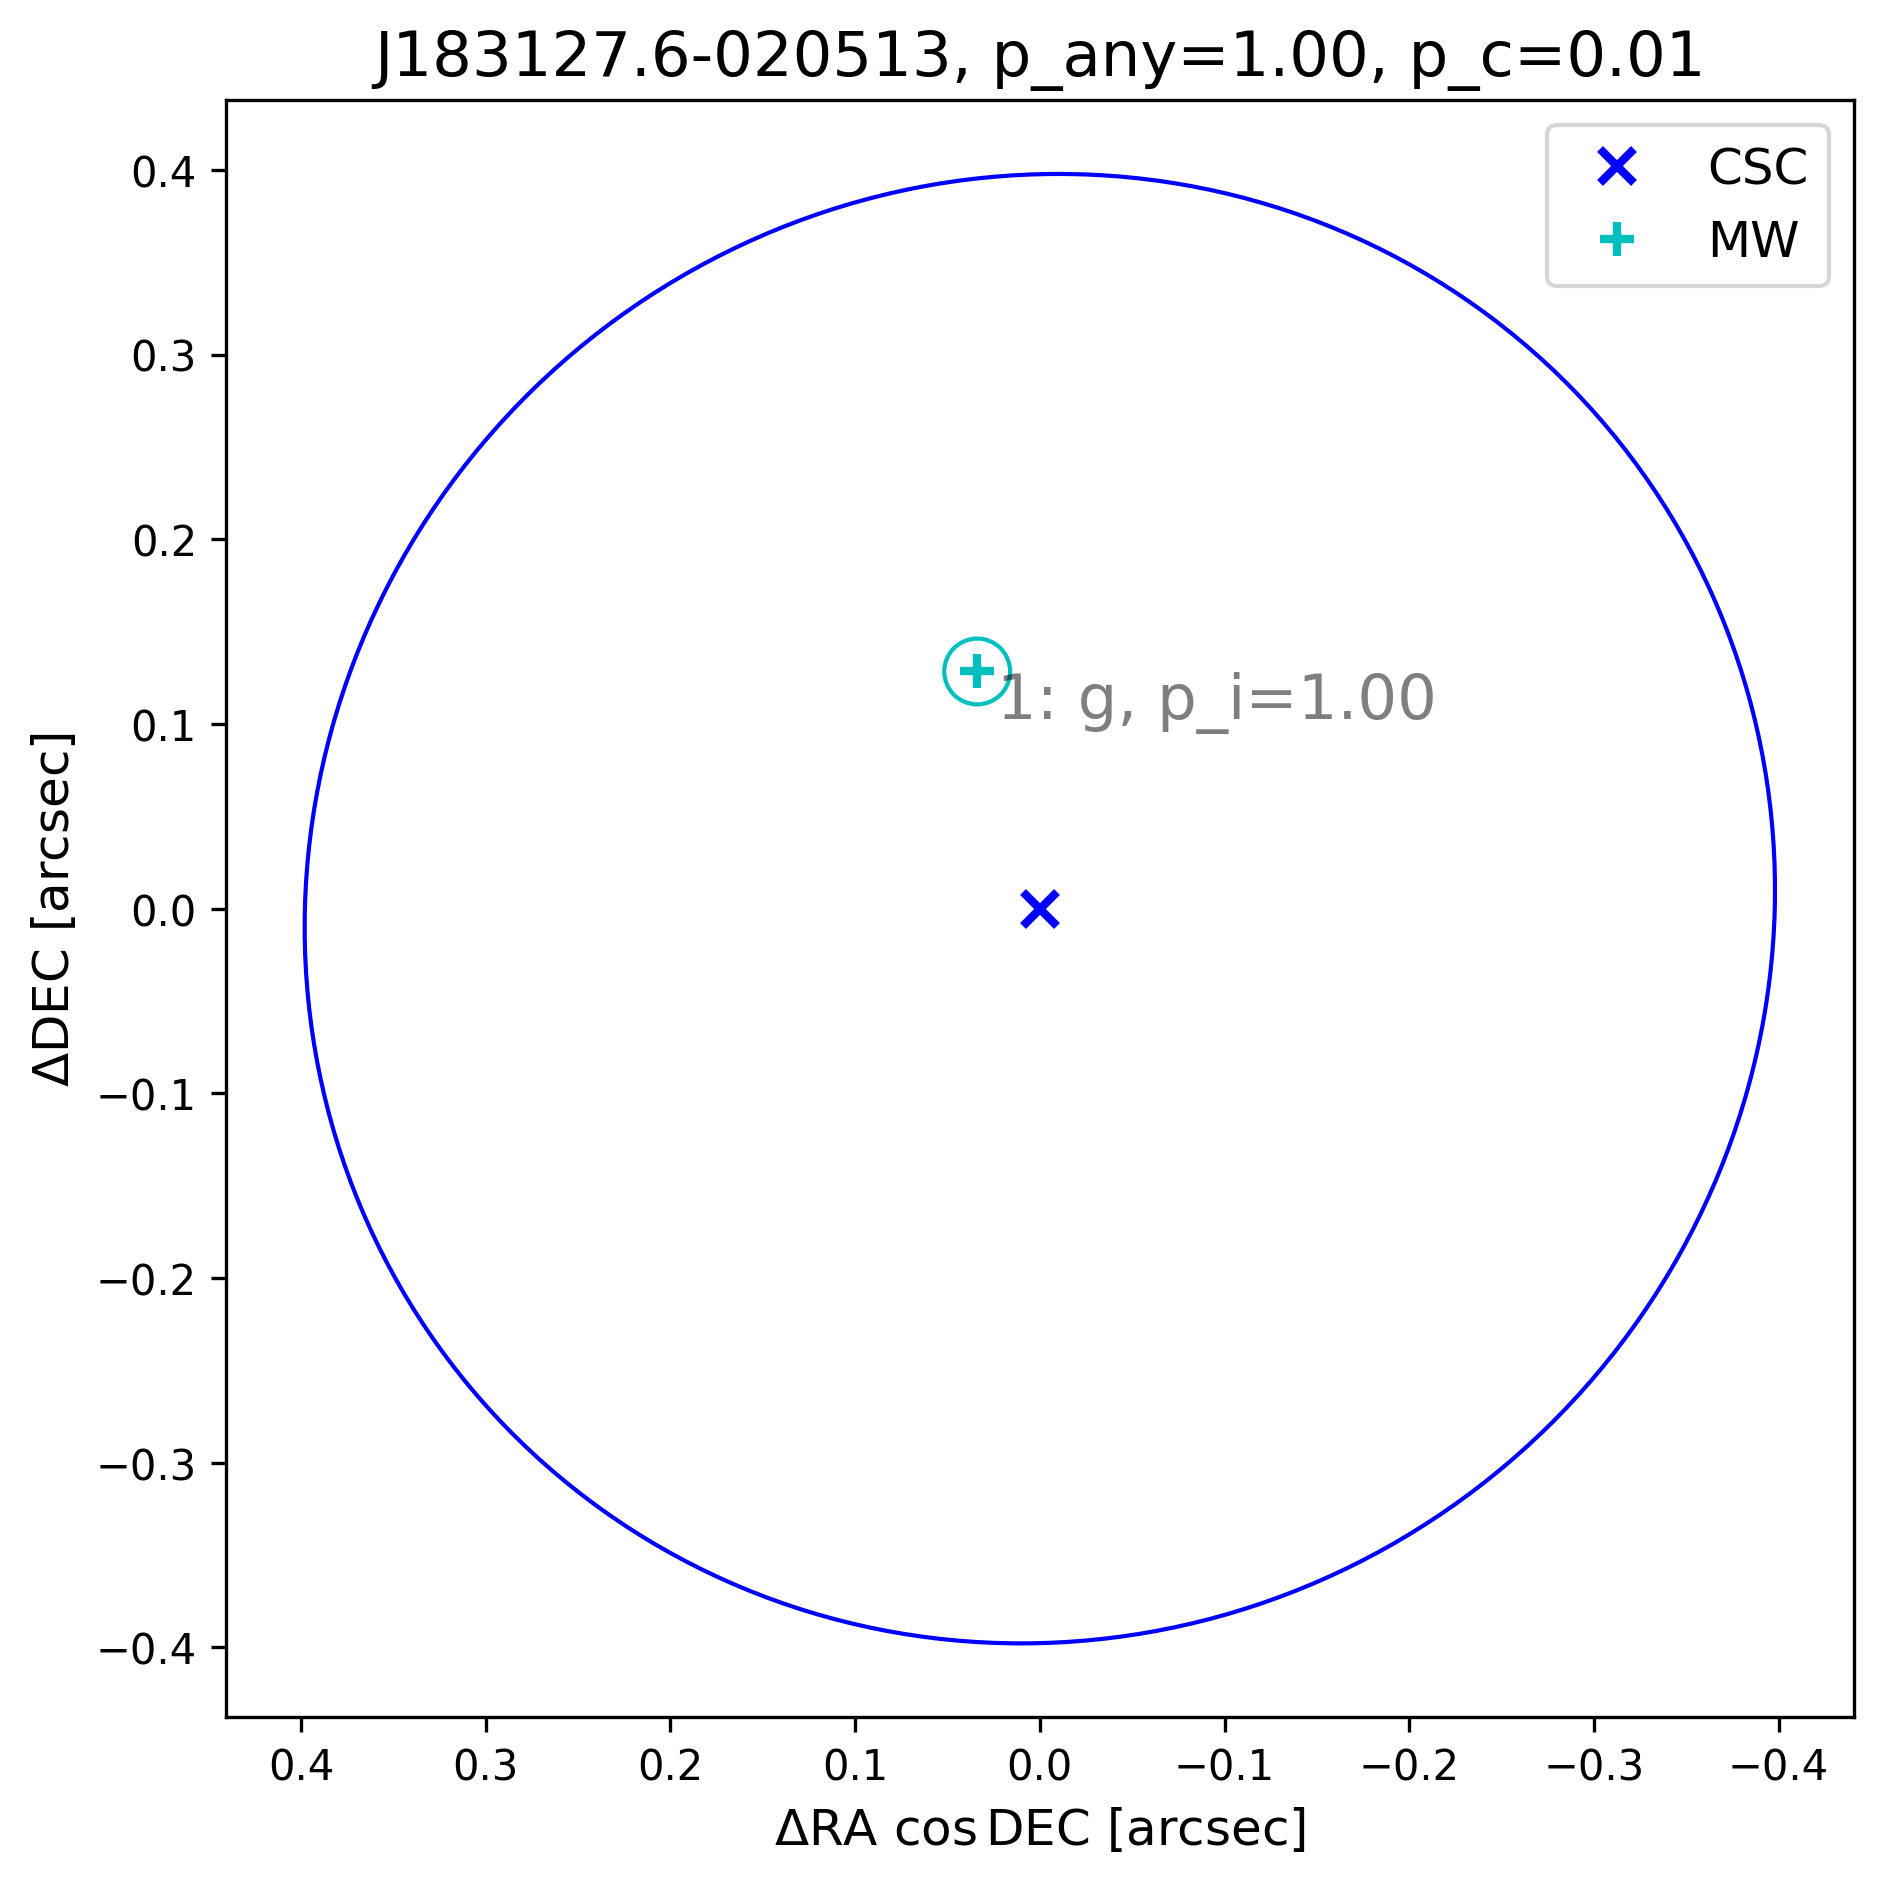 J183127.6-020513, p_any=1.00, p_c=0.01
CSC
MW
0.4
0.3
0.2
0.1
0.0
−0.1
−0.2
−0.3
−0.4
ΔDEC [arcsec]
1: g, p_i=1.00
0.4 0.3 0.2 0.1 0.0 −0.1 −0.2 −0.3 −0.4
ΔRA cos DEC [arcsec]